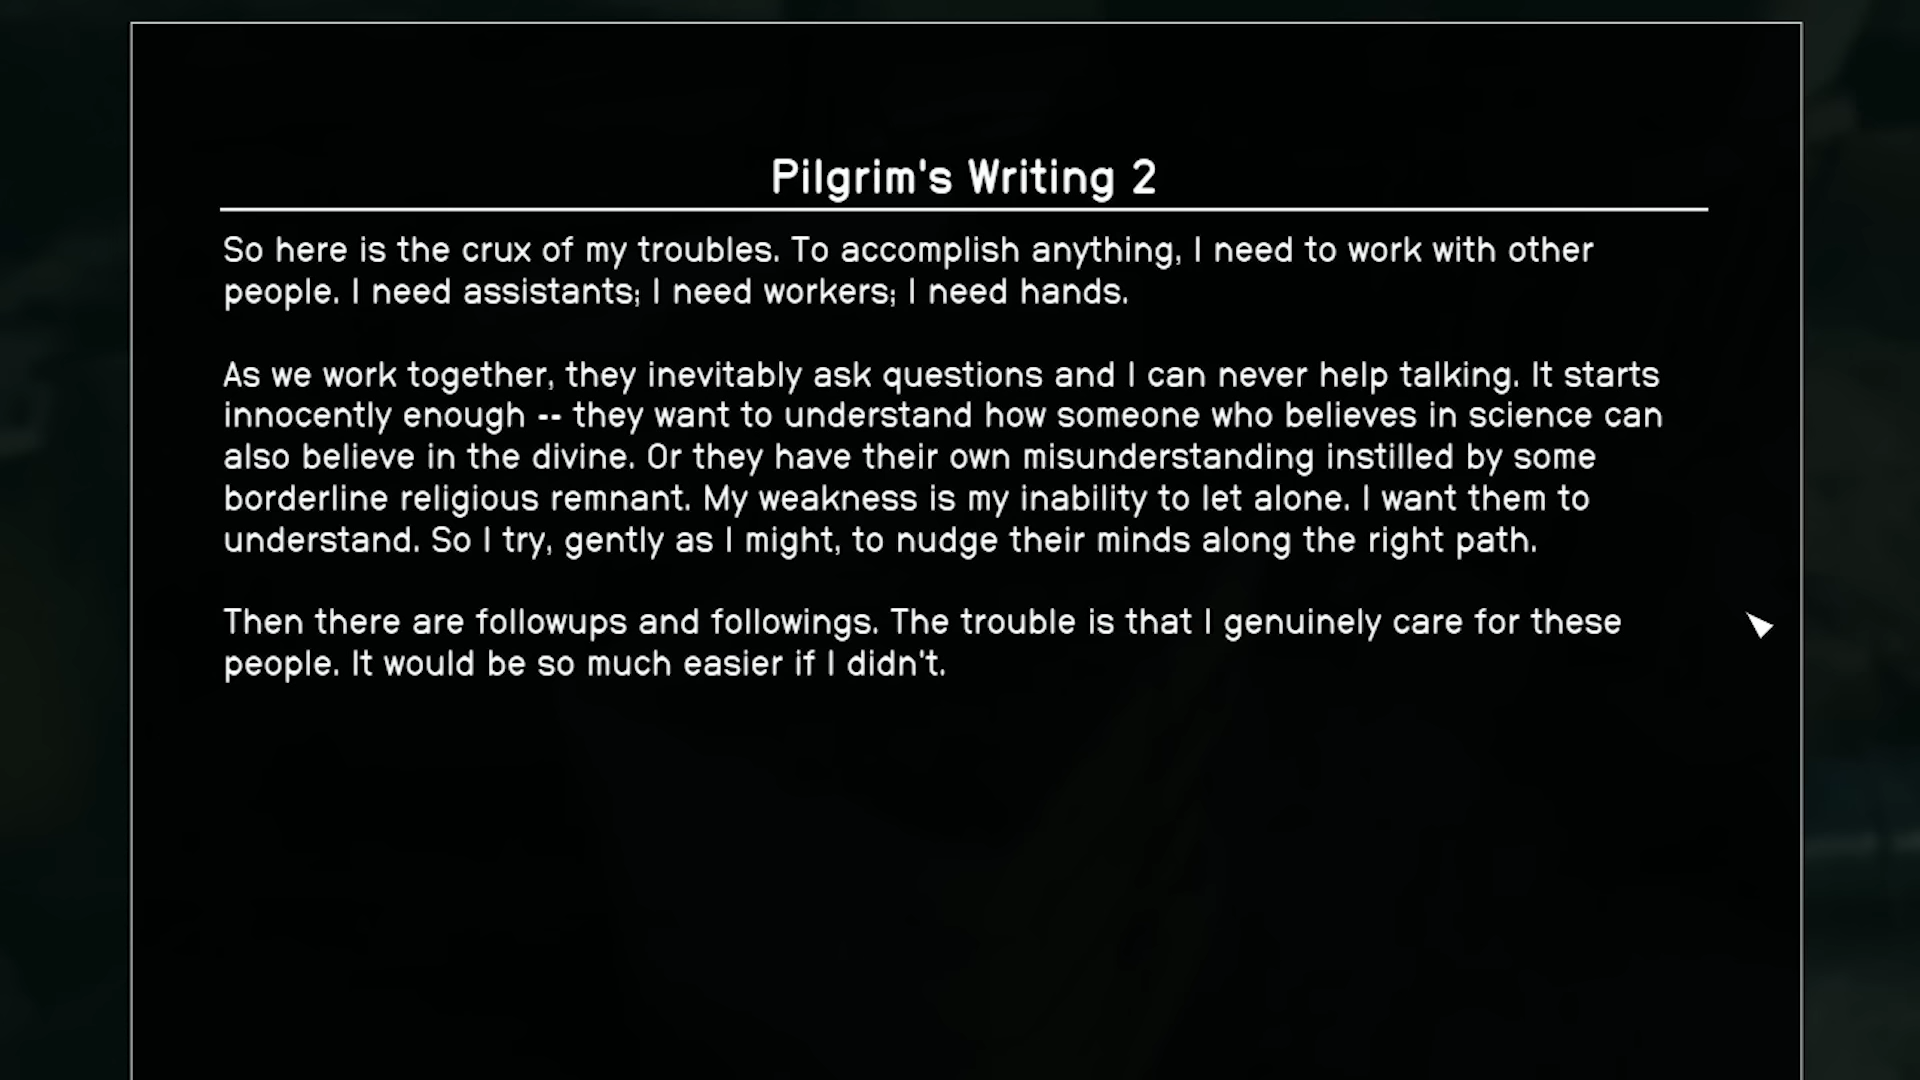 Pilgrim's Writing 2
So here is the crux of my troubles. To accomplish anything, I need to work with other
people. I need assistants; I need workers; I need hands.
As we work together, they inevitably ask questions and I can never help talking. It starts
innocently enough -- they want to understand how someone who believes in science can
also believe in the divine. Or they have their own misunderstanding instilled by some
borderline religious remnant. My weakness is my inability to let alone. I want them to
understand. So I try, gently as I might, to nudge their minds along the right path.
Then there are followups and followings. The trouble is that I genuinely care for these
people. It would be so much easier if I didn't.